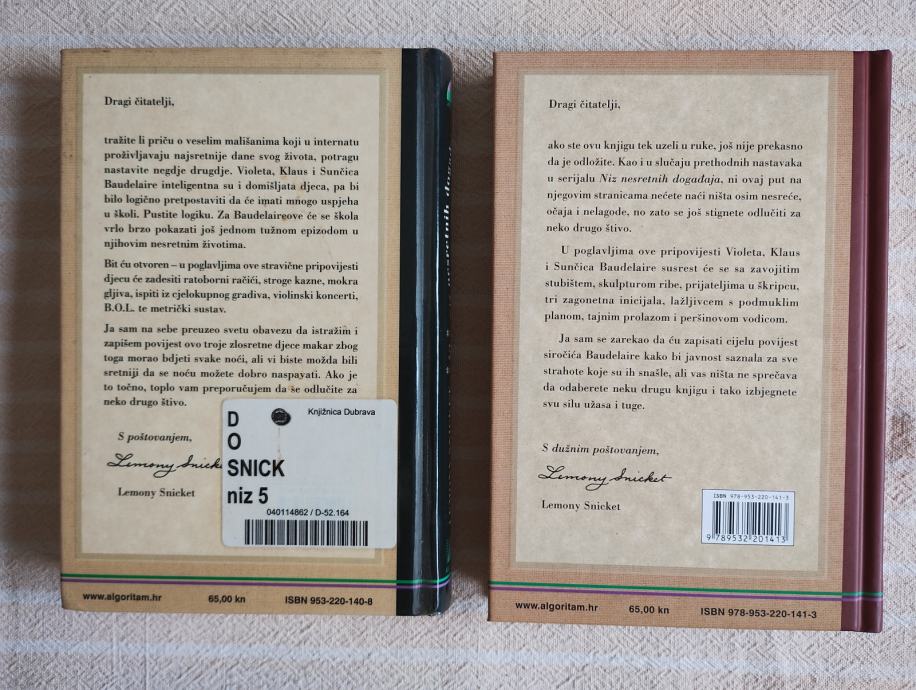 Dragi čitatelji,
tražite li priču o veselim mališanima koji u internatu
proživljavaju najsretnije dane svog života, potragu
nastavite negdje drugdje. Violeta, Klaus i Sunčica
Baudelaire inteligentna su i domišljata djeca, pa bi
bilo logično pretpostaviti da će imati mnogo uspjeha
u školi. Pustite logiku. Za Baudelaireove će se škola
vrlo brzo pokazati još jednom tužnom epizodom u
njihovim nesretnim životima.
Bit ću otvoren – u poglavljima ove stravične pripovijesti
djecu će zadesiti ratoborni račići, stroge kazne, mokra
gljiva, ispiti iz cjelokupnog gradiva, violinski koncerti,
B.O.L. te metrički sustav.
Ja sam na sebe preuzeo svetu obavezu da istražim i
zapišem povijest ovo troje zlosretne djece makar zbog
toga morao bdjeti svake noći, ali vi biste možda bili
sretniji da se noću možete dobro naspavati. Ako je
to točno, toplo vam preporučujem da se odlučite za
neko drugo štivo.
S poštovanjem,
Lemony Snicke
Lemony Snicket
D
O
SNICK
niz 5
Knjižnica Dubrava
040114862 / D-52.164
www.algoritam.hr 65,00 kn ISBN 953-220-140-8
nesretnih događ
Dragi čitatelji,
ako ste ovu knjigu tek uzeli u ruke, još nije prekasno
da je odložite. Kao i u slučaju prethodnih nastavaka
u serijalu Niz nesretnih događaja, ni ovaj put na
njegovim stranicama nećete naći ništa osim nesreće,
očaja i nelagode, no zato se još stignete odlučiti za
neko drugo štivo.
U poglavljima ove pripovijesti Violeta, Klaus
i Sunčica Baudelaire susrest će se sa zavojitim
stubištem, skulpturom ribe, prijateljima u škripcu,
tri zagonetna inicijala, lažljivcem s podmuklim
planom, tajnim prolazom i peršinovim vodicom.
Ja sam se zarekao da ću zapisati cijelu povijest
siročića Baudelaire kako bi javnost saznala za sve
strahote koje su ih snašle, ali vas ništa ne sprečava
da odaberete neku drugu knjigu i tako izbjegnete
svu silu užasa i tuge.
S dužnim poštovanjem,
Lemony Snicket
Lemony Snicket
ISBN 978-953-220-141-3
9 789532 201413
www.algoritam.hr 65,00 kn ISBN 978-953-220-141-3